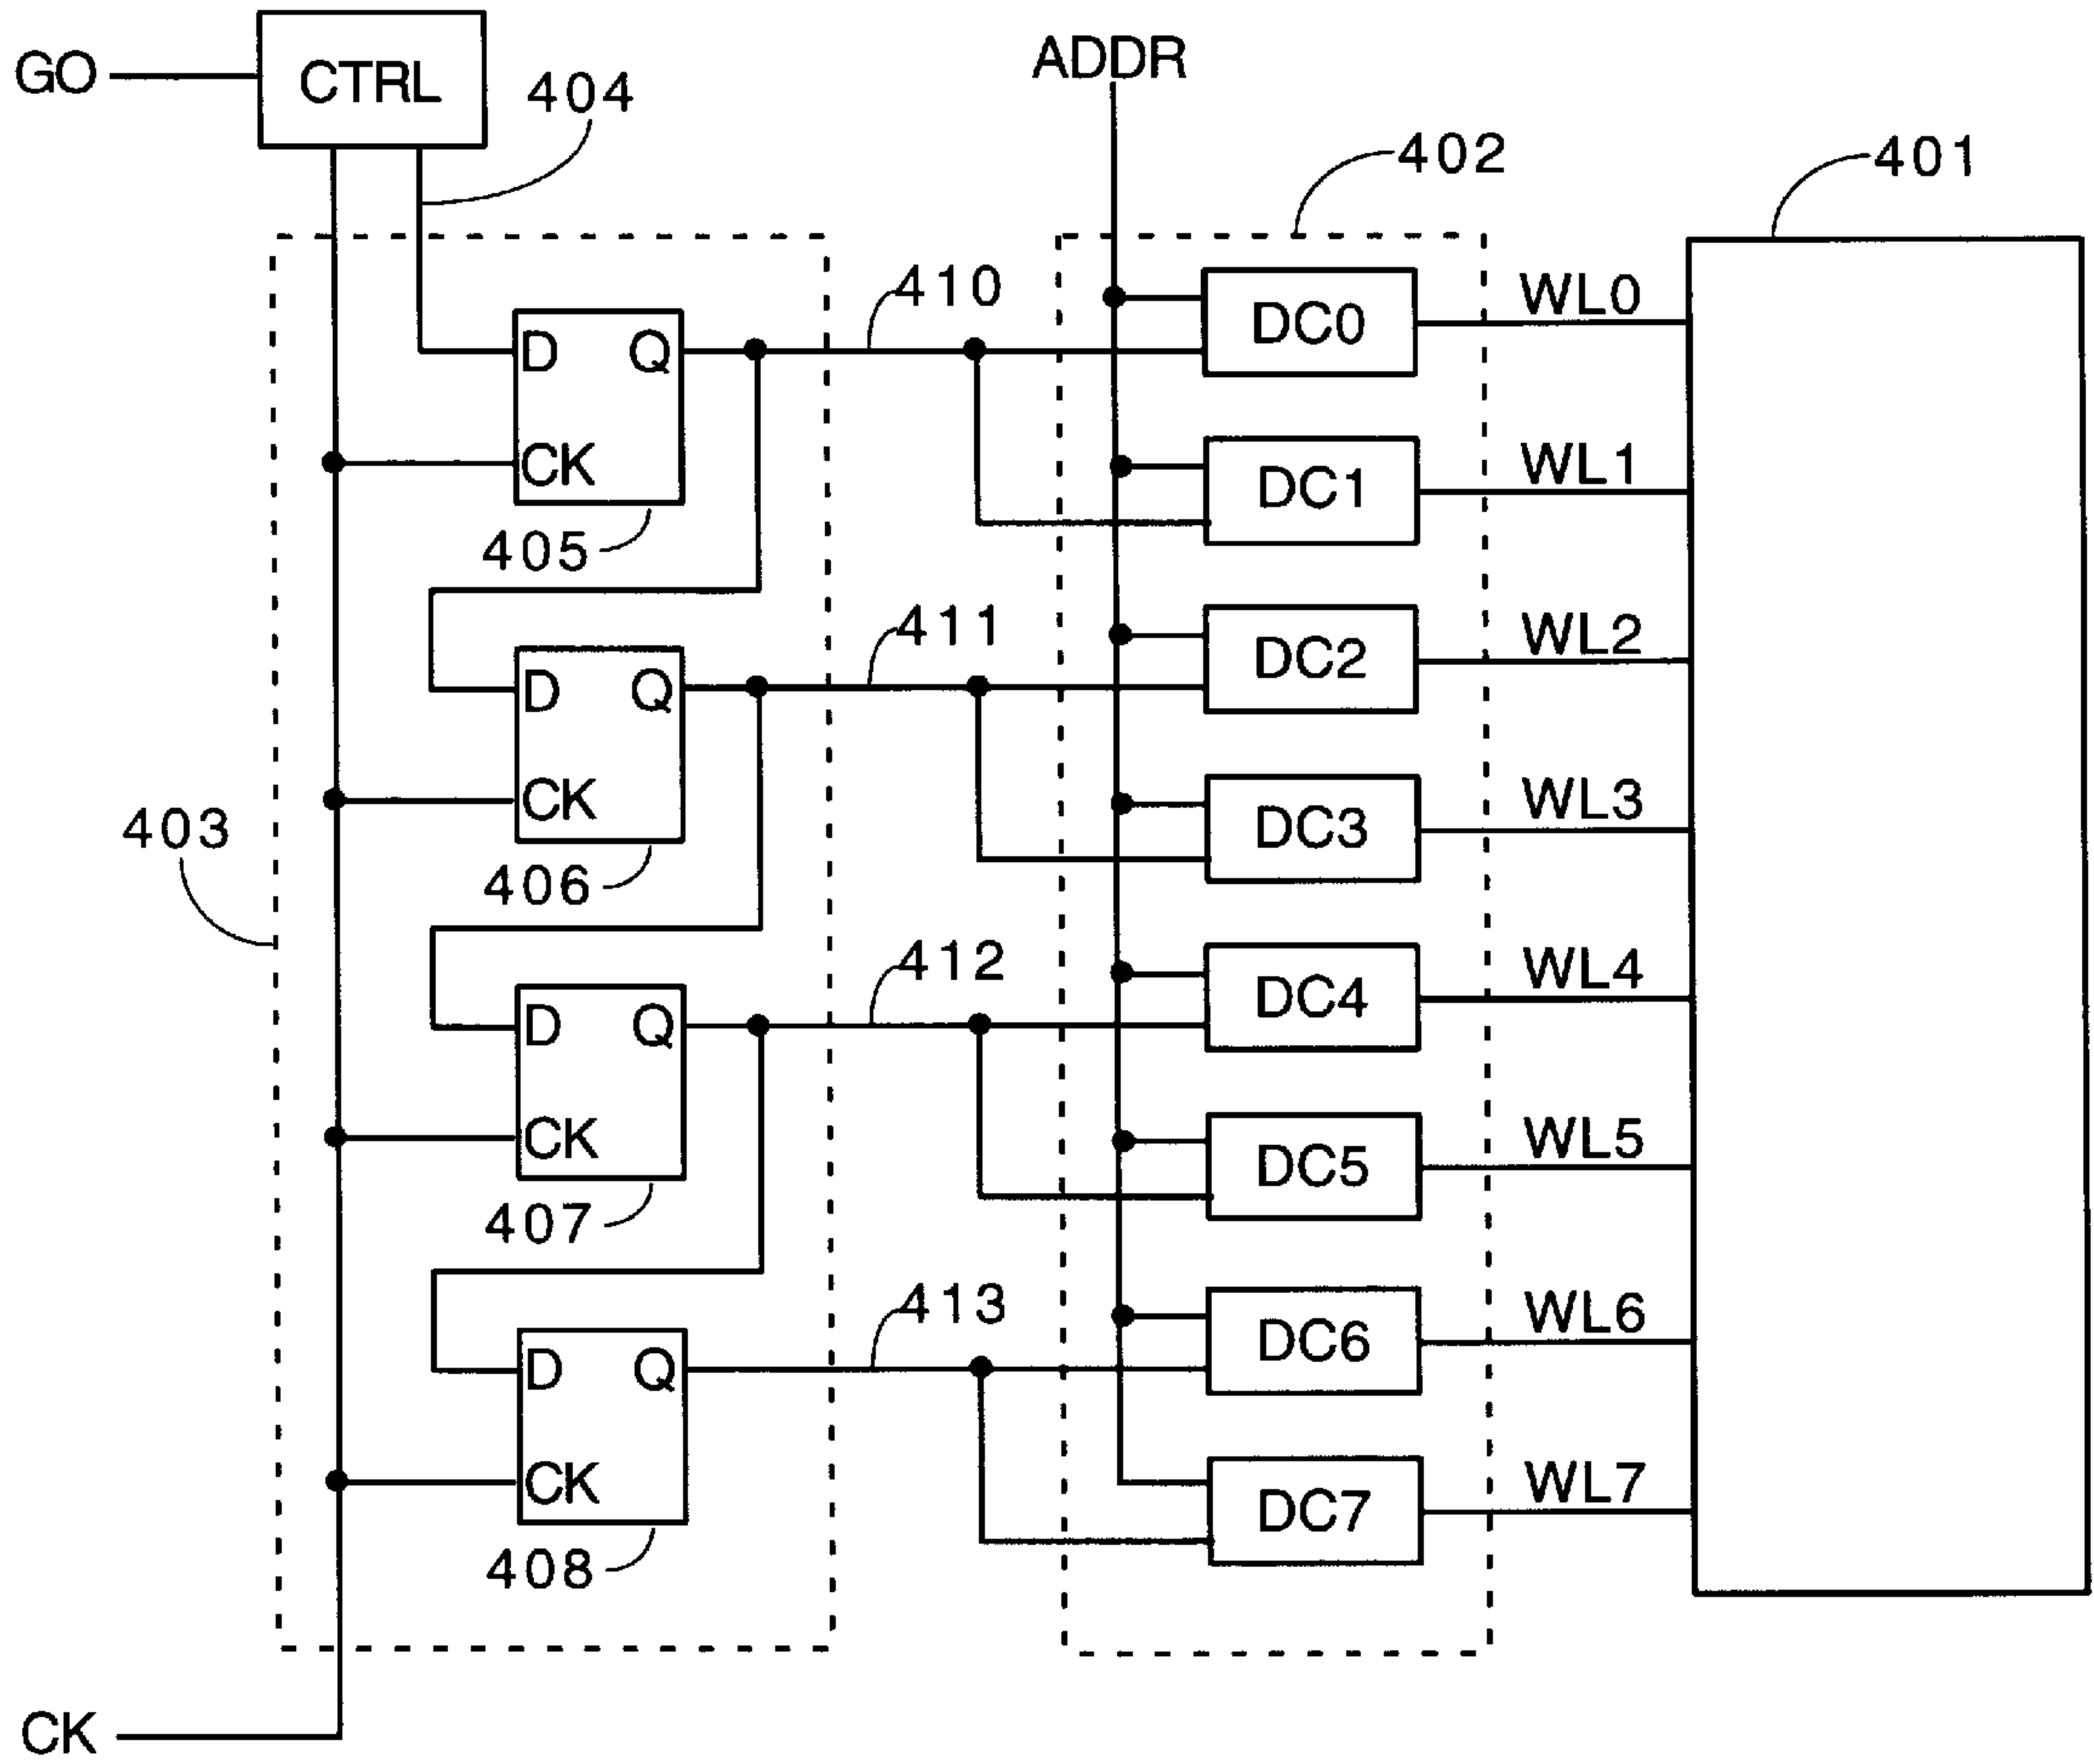 GO
CTRL
404
ADDR
402
401
D Q
CK
405
410
DC0
WL0
DC1
WL1
D Q
CK
406
411
DC2
WL2
DC3
WL3
403
D Q
CK
407
412
DC4
WL4
DC5
WL5
D Q
CK
408
413
DC6
WL6
DC7
WL7
CK